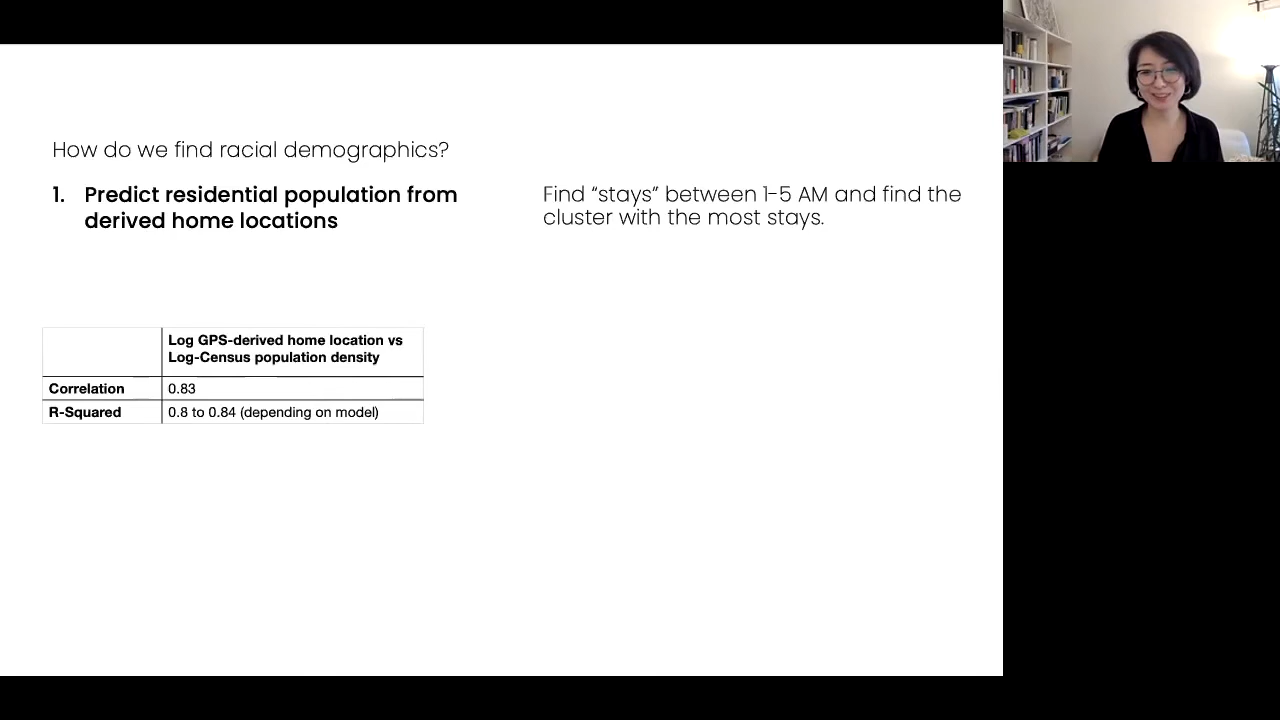 How do we find racial demographics?
1. Predict residential population from
derived home locations
Find “stays” between 1-5 AM and find the
cluster with the most stays.
Log GPS-derived home location vs
Log-Census population density
Correlation 0.83
R-Squared 0.8 to 0.84 (depending on model)